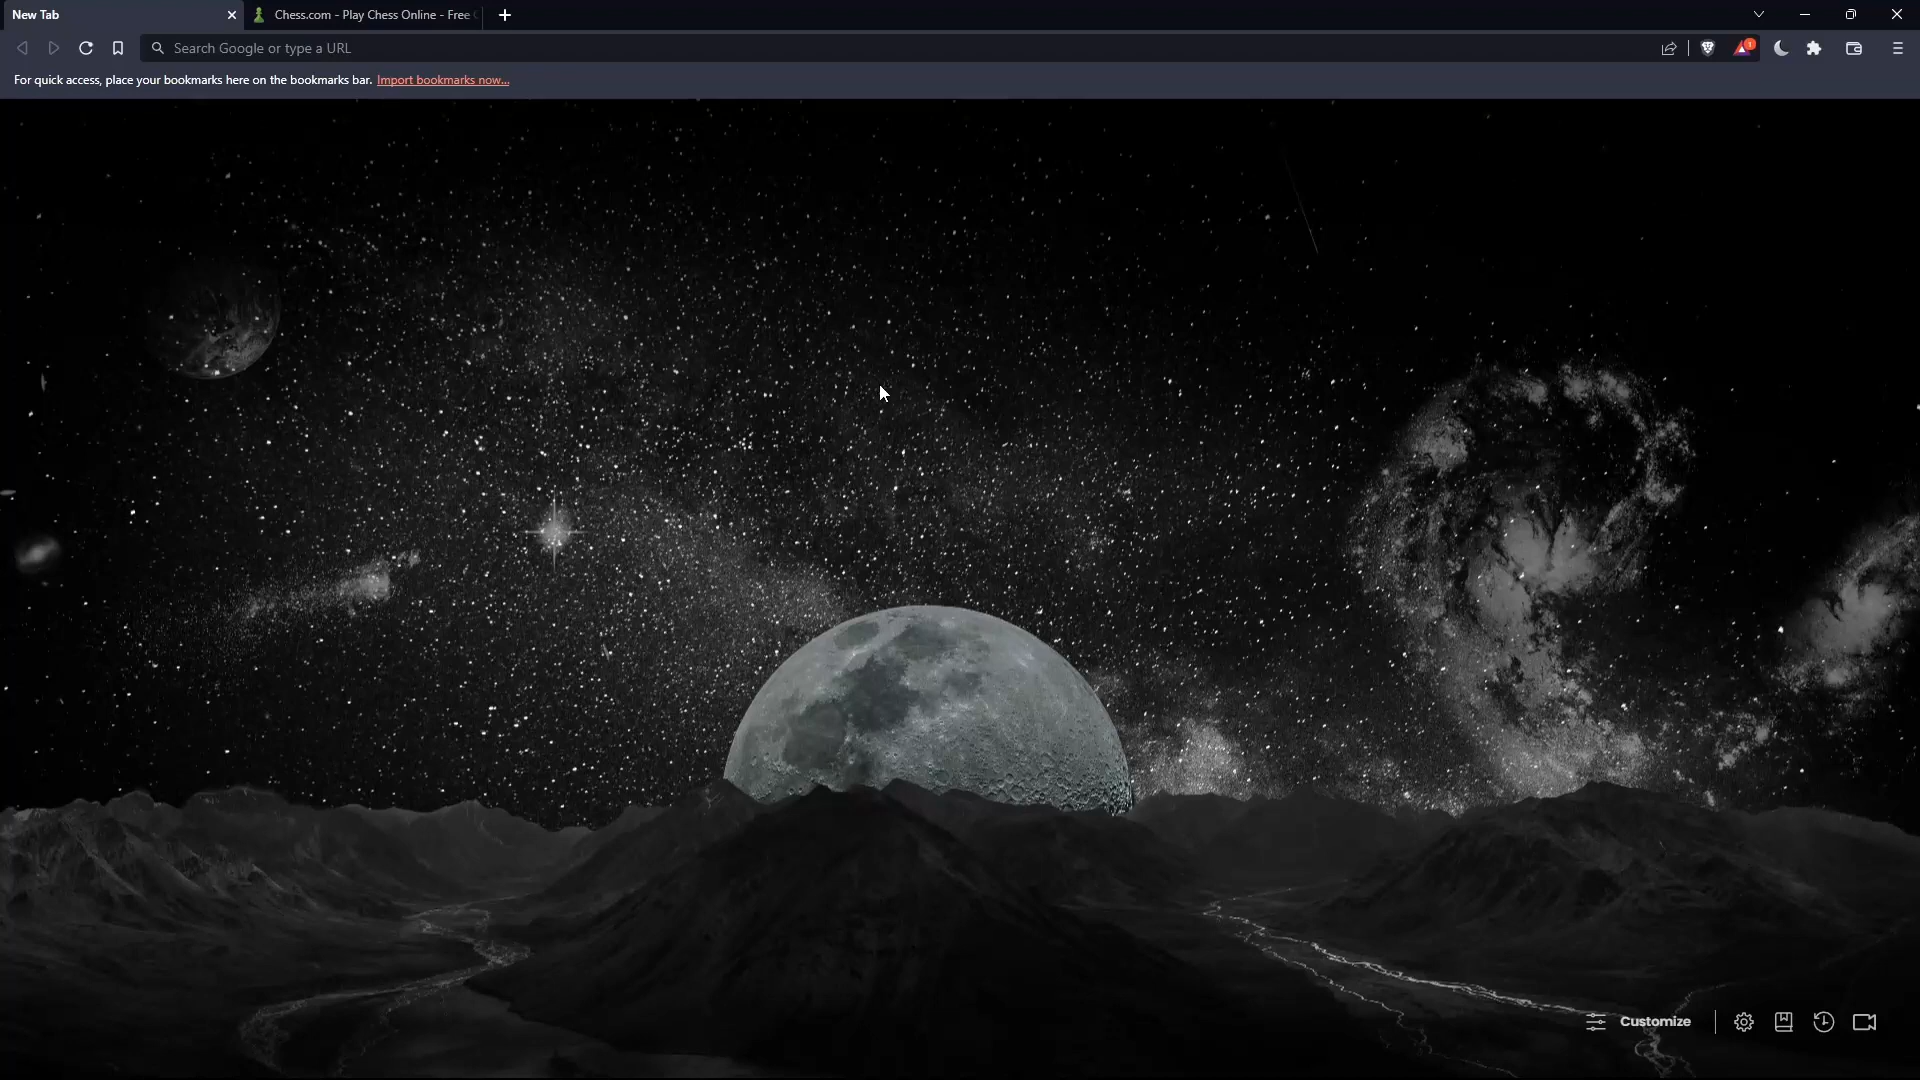 New Tab
Chess.com - Play Chess Online - Free
Search Google or type a URL
1
For quick access, place your bookmarks here on the bookmarks bar. Import bookmarks now...
Customize